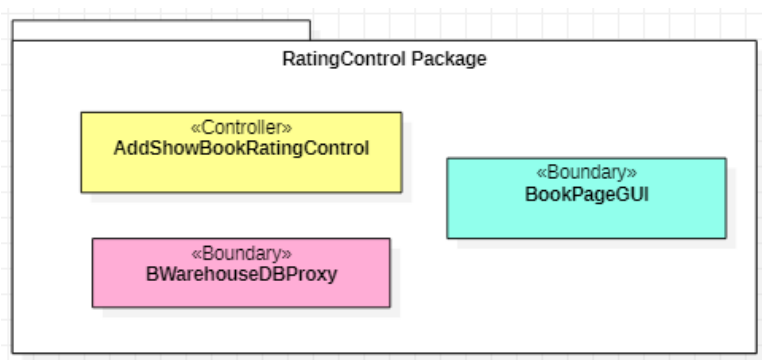 RatingControl Package
«Controller»
AddShowBookRatingControl
«Boundary»
BookPageGUI
«Boundary»
BWarehouseDBProxy